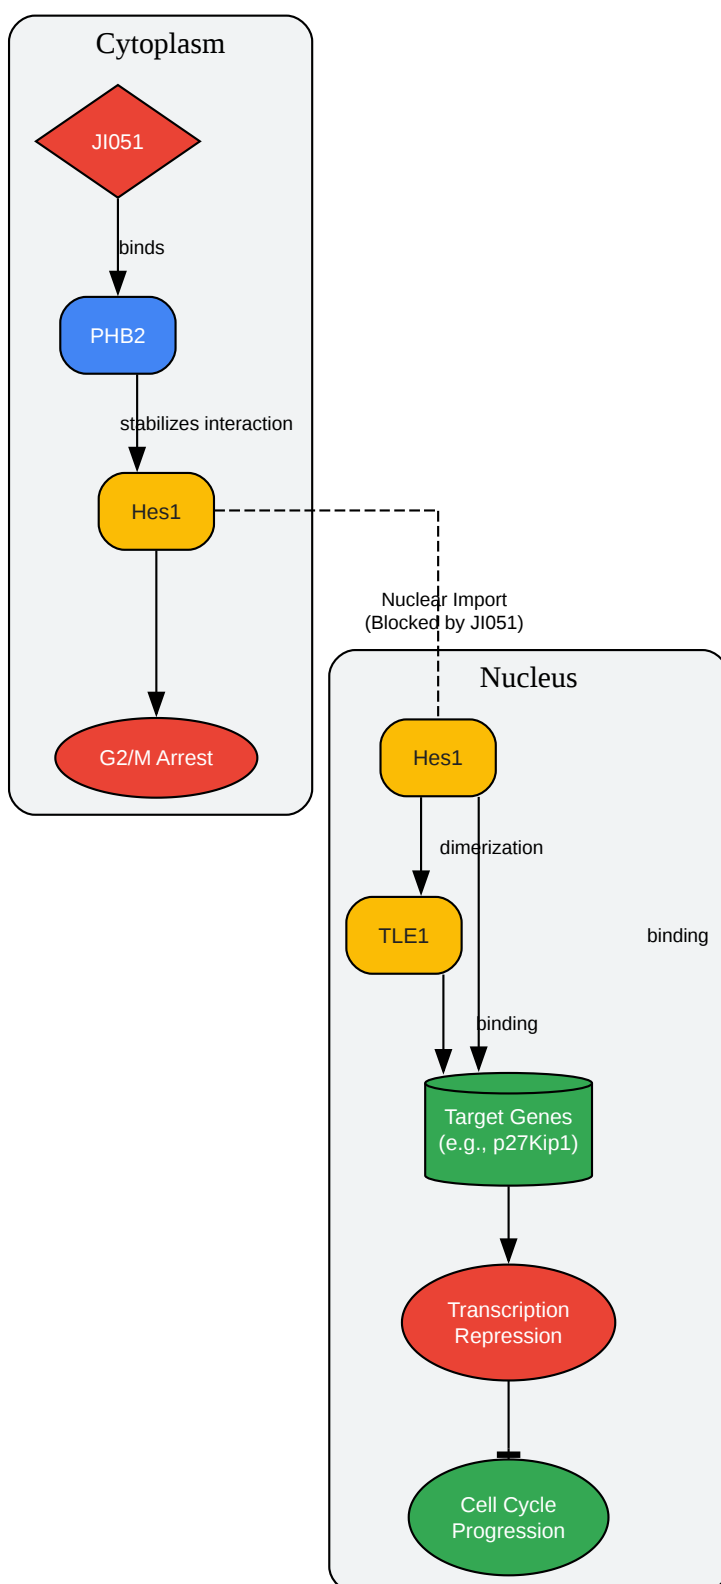 Cytoplasm
JI051
binds
PHB2
stabilizes interaction
Hes1
Nuclear Import
(Blocked by JI051)
G2/M Arrest
Nucleus
Hes1
dimerization
TLE1
binding
binding
Target Genes
(e.g., p27Kip1)
Transcription
Repression
Cell Cycle
Progression